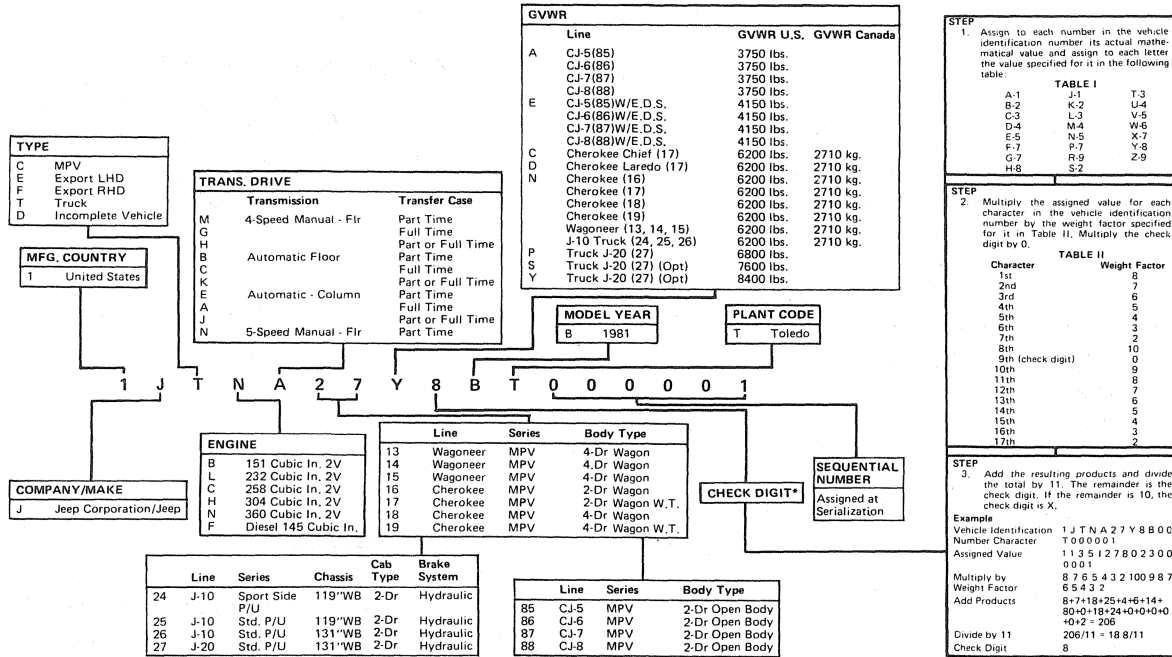 GVWR
Line GVWR U.S. GVWR Canada
A CJ-5(85) 3750 lbs.
CJ-6(86) 3750 lbs.
CJ-7(87) 3750 lbs.
CJ-8(88) 3750 lbs.
E CJ-5(85)W/E.D.S. 4150 lbs.
CJ-6(86)W/E.D.S. 4150 lbs.
CJ-7(87)W/E.D.S. 4150 lbs.
CJ-8(88)W/E.D.S. 4150 lbs.
C Cherokee Chief (17) 6200 lbs. 2710 kg.
D Cherokee Laredo (17) 6200 lbs. 2710 kg.
N Cherokee (16) 6200 lbs. 2710 kg.
Cherokee (17) 6200 lbs. 2710 kg.
Cherokee (18) 6200 lbs. 2710 kg.
Cherokee (19) 6200 lbs. 2710 kg.
Wagoneer (13, 14, 15) 6200 lbs. 2710 kg.
J-10 Truck (24, 25, 26) 6200 lbs. 2710 kg.
P Truck J-20 (27) 6800 lbs.
S Truck J-20 (27) (Opt) 7600 lbs.
Y Truck J-20 (27) (Opt) 8400 lbs.
TYPE
C MPV
E Export LHD
F Export RHD
T Truck
D Incomplete Vehicle
MFG. COUNTRY
1 United States
TRANS. DRIVE
Transmission Transfer Case
M 4-Speed Manual - Flr Part Time
G Full Time
H Part or Full Time
B Automatic Floor Part Time
C Full Time
K Part or Full Time
E Automatic - Column Part Time
A Full Time
J Part or Full Time
N 5-Speed Manual - Flr Part Time
MODEL YEAR
B 1981
PLANT CODE
T Toledo
1 J T N A 2 7 Y 8 B T 0 0 0 0 0 1
COMPANY/MAKE
J Jeep Corporation/Jeep
ENGINE
B 151 Cubic In. 2V
L 232 Cubic In. 2V
C 258 Cubic In. 2V
H 304 Cubic In. 2V
N 360 Cubic In. 2V
F Diesel 145 Cubic In.
Line Series Body Type
13 Wagoneer MPV 4-Dr Wagon
14 Wagoneer MPV 4.Dr Wagon
15 Wagoneer MPV 4-Dr Wagon
16 Cherokee MPV 2-Dr Wagon
17 Cherokee MPV 2-Dr Wagon W.T.
18 Cherokee MPV 4-Dr Wagon
19 Cherokee MPV 4-Dr Wagon W.T.
CHECK DIGIT*
SEQUENTIAL
NUMBER
Assigned at
Serialization
Line Series Chassis Cab Type Brake System
24 J-10 Sport Side P/U 119"WB 2-Dr Hydraulic
25 J-10 Std. P/U 119"WB 2-Dr Hydraulic
26 J-10 Std. P/U 131"WB 2-Dr Hydraulic
27 J-20 Std. P/U 131"WB 2-Dr Hydraulic
Line Series Body Type
85 CJ-5 MPV 2-Dr Open Body
86 CJ-6 MPV 2-Dr Open Body
87 CJ-7 MPV 2-Dr Open Body
88 CJ-8 MPV 2-Dr Open Body
STEP
1. Assign to each number in the vehicle
identification number its actual mathe-
matical value and assign to each letter
the value specified for it in the following
table:
TABLE I
A-1 J-1 T-3
B-2 K-2 U-4
C-3 L-3 V-5
D-4 M-4 W-6
E-5 N-5 X-7
F-7 P-7 Y-8
G-7 R-9 Z-9
H-8 S-2
STEP
2. Multiply the assigned value for each
character in the vehicle identification
number by the weight factor specified
for it in Table II. Multiply the check
digit by 0.
TABLE II
Character Weight Factor
1st 8
2nd 7
3rd 6
4th 5
5th 4
6th 3
7th 2
8th 10
9th (check digit) 0
10th 9
11th 8
12th 7
13th 6
14th 5
15th 4
16th 3
17th 2
STEP
3. Add the resulting products and divide
the total by 11. The remainder is the
check digit. If the remainder is 10, the
check digit is X.
Example
Vehicle Identification 1 J T N A 2 7 Y 8 B 0 0
Number Character T 0 0 0 0 0 1
Assigned Value 1 1 3 5 1 2 7 8 0 2 3 0 0
0 0 0 1
Multiply by 8 7 6 5 4 3 2 10 0 9 8 7
Weight Factor 6 5 4 3 2
Add Products 8+7+18+25+4+6+14+
80+0+18+24+0+0+0+0
+0+2 = 206
Divide by 11 206/11 = 18 8/11
Check Digit 8